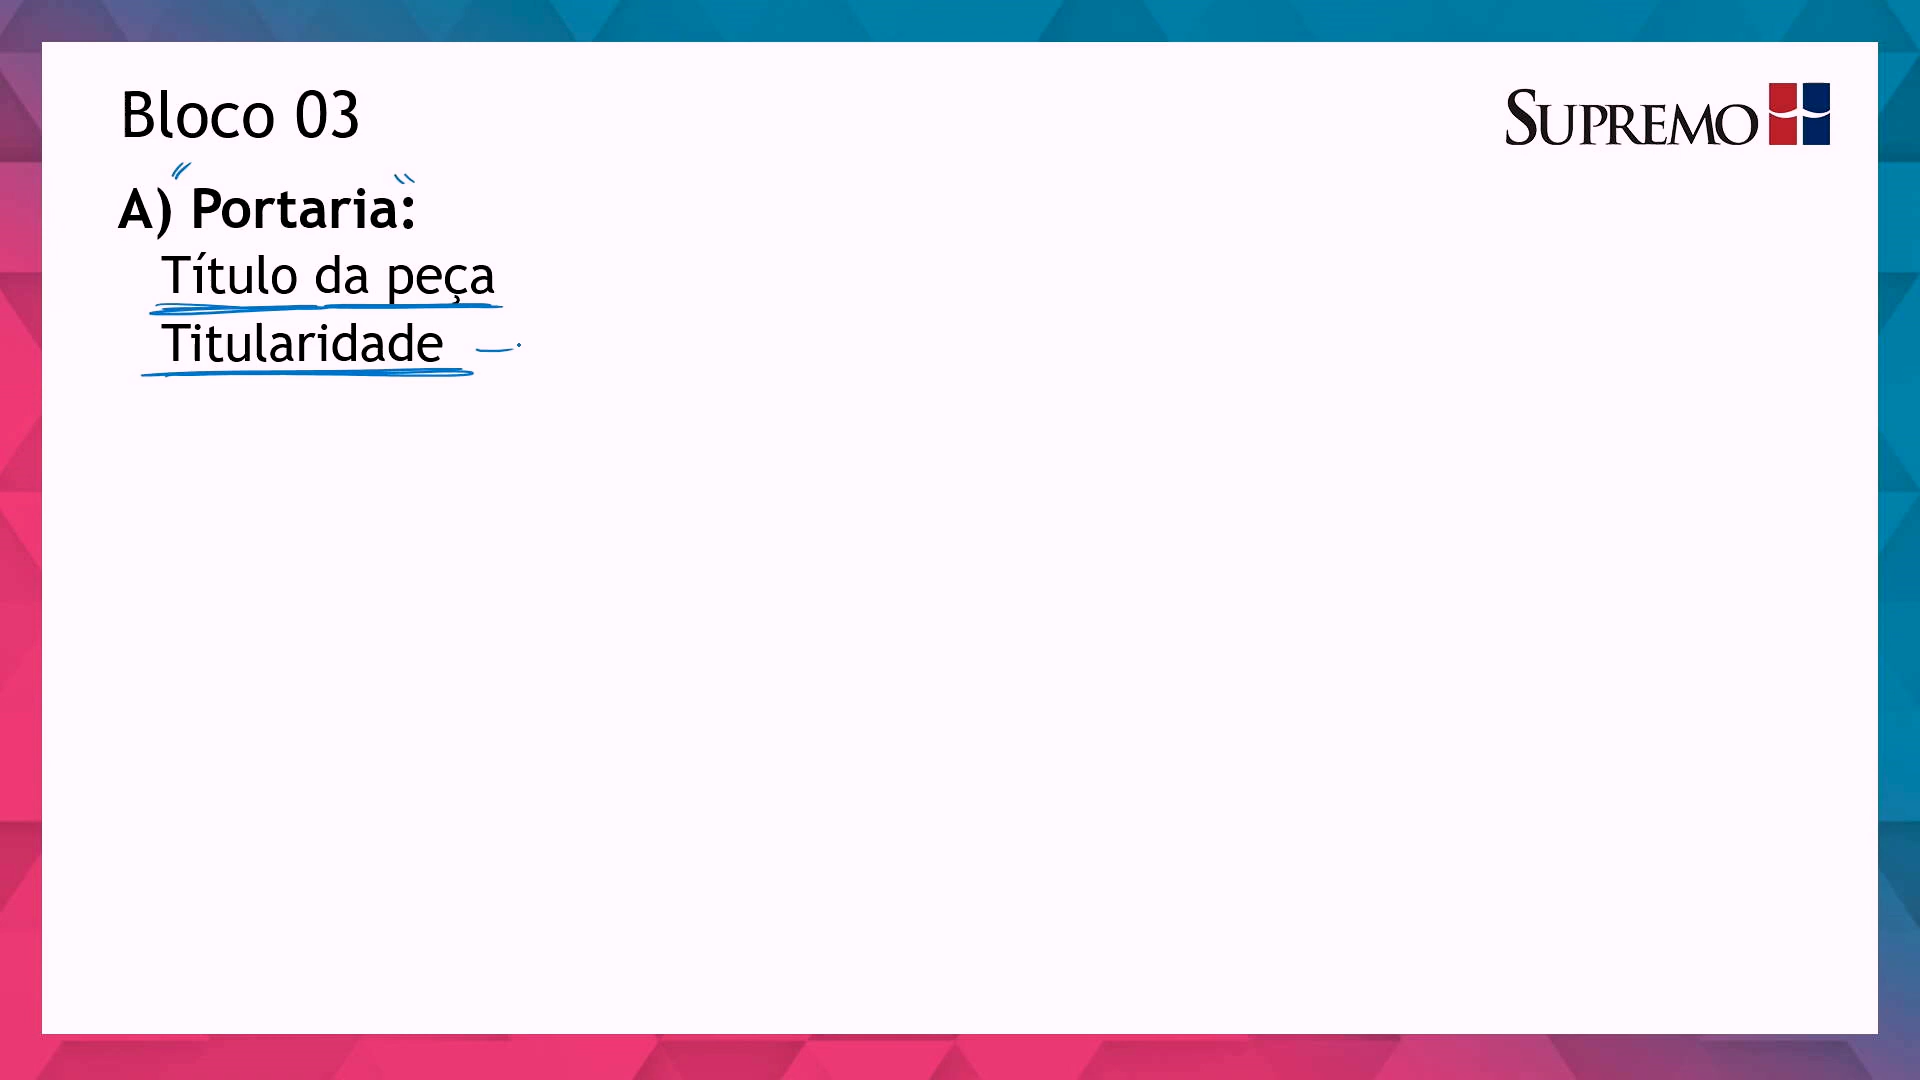 Bloco 03
SUPREMO
A) Portaria:
Título da peça
Titularidade